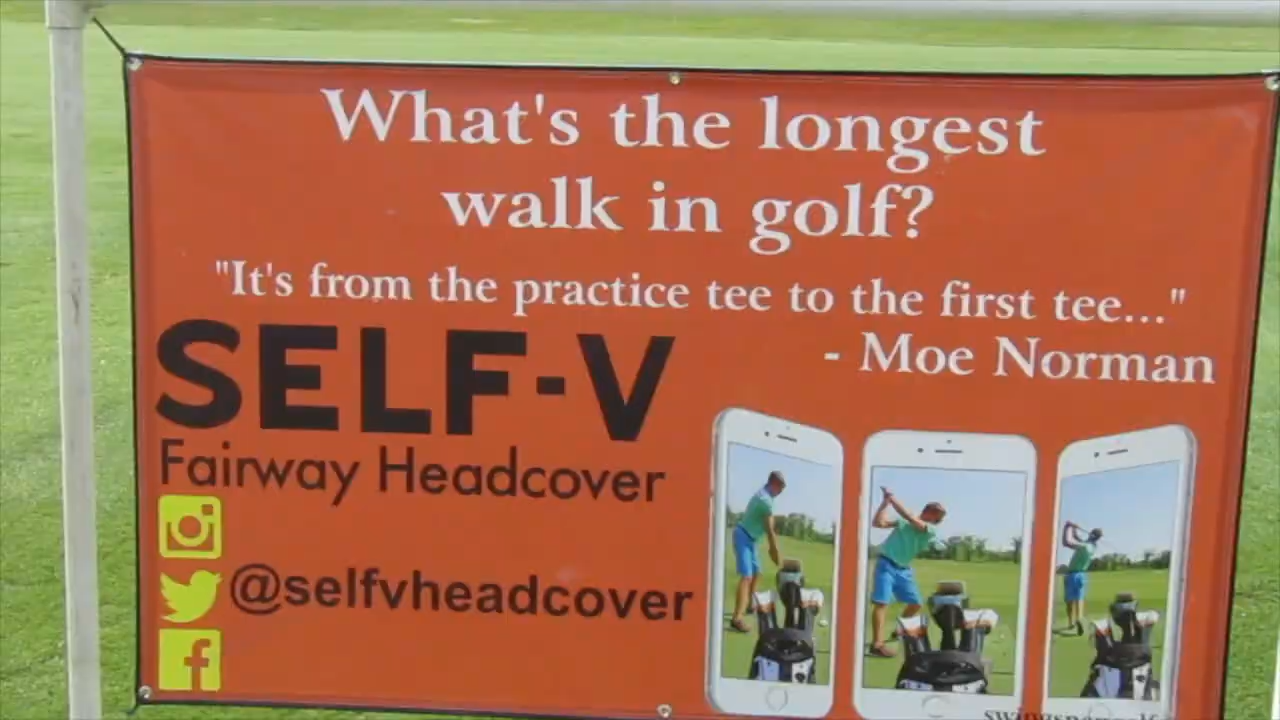 What's the longest
walk in golf?
"It's from the practice tee to the first tee..."
- Moe Norman
SELF-V
Fairway Headcover
@selfvheadcover